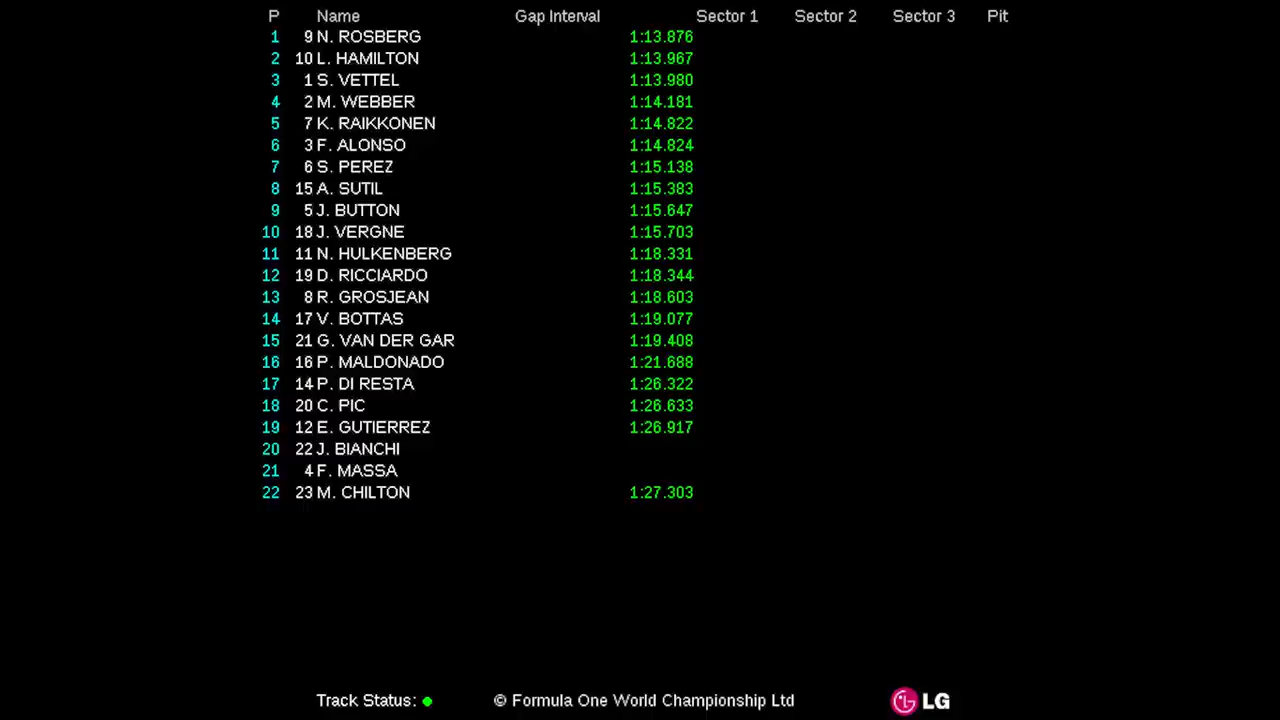 P Name Gap Interval Sector 1 Sector 2 Sector 3 Pit
1 9 N. ROSBERG 1:13.876
2 10 L. HAMILTON 1:13.967
3 1 S. VETTEL 1:13.980
4 2 M. WEBBER 1:14.181
5 7 K. RAIKKONEN 1:14.822
6 3 F. ALONSO 1:14.824
7 6 S. PEREZ 1:15.138
8 15 A. SUTIL 1:15.383
9 5 J. BUTTON 1:15.647
10 18 J. VERGNE 1:15.703
11 11 N. HULKENBERG 1:18.331
12 19 D. RICCIARDO 1:18.344
13 8 R. GROSJEAN 1:18.603
14 17 V. BOTTAS 1:19.077
15 21 G. VAN DER GAR 1:19.408
16 16 P. MALDONADO 1:21.688
17 14 P. DI RESTA 1:26.322
18 20 C. PIC 1:26.633
19 12 E. GUTIERREZ 1:26.917
20 22 J. BIANCHI
21 4 F. MASSA
22 23 M. CHILTON 1:27.303
Track Status: © Formula One World Championship Ltd LG